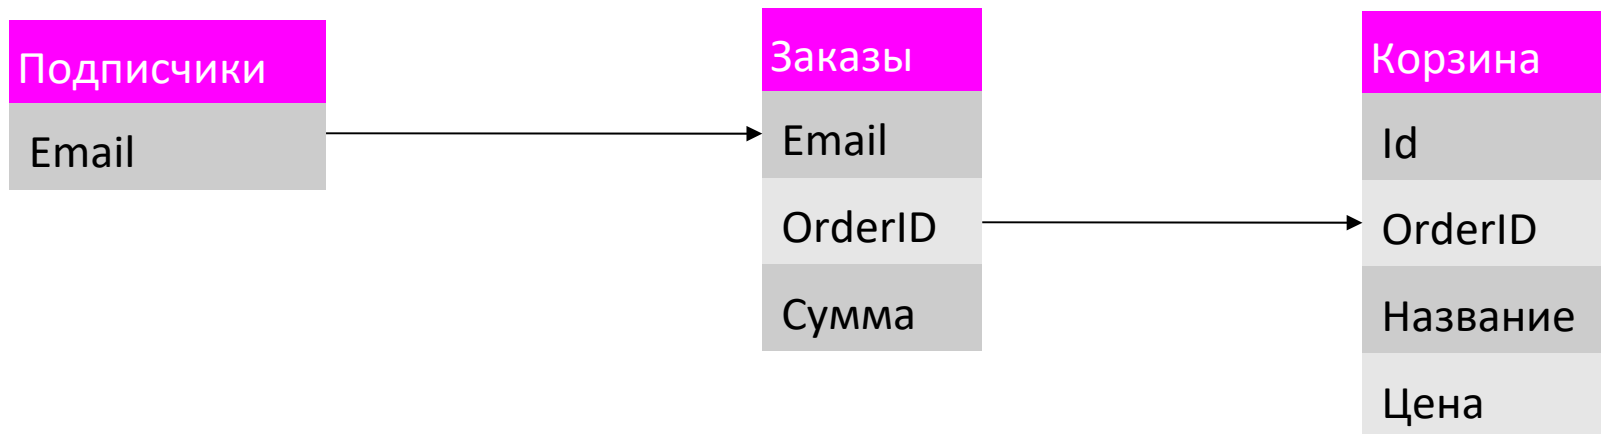 Подписчики
Email
Заказы
Email
OrderID
Сумма
Корзина
Id
OrderID
Название
Цена